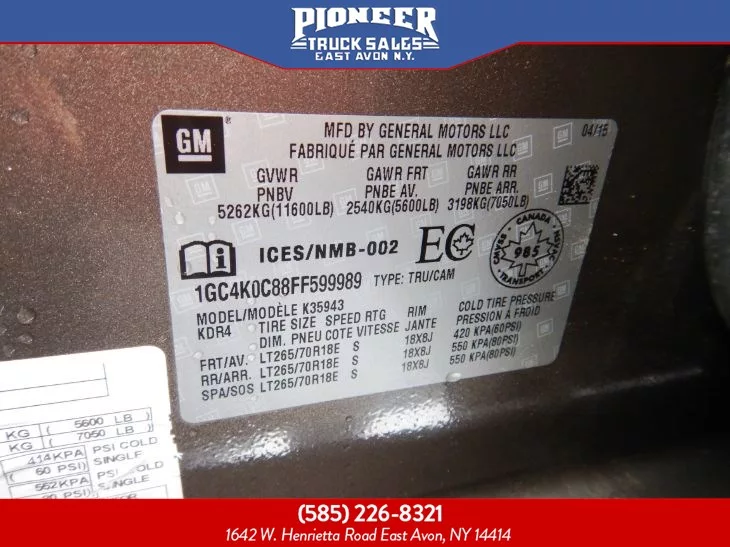 PIONEER
TRUCK SALES
EAST AVON N.Y.
GM ®
MFD BY GENERAL MOTORS LLC 04/15
FABRIQUÉ PAR GENERAL MOTORS LLC
GVWR GAWR FRT GAWR RR
PNBV PNBE AV. PNBE ARR.
5262KG(11600LB) 2540KG(5600LB) 3198KG(7050LB)
ICES/NMB-002 EC
CANADA
985
TRANSPORT
CMVSS
NSVAC
1GC4K0C88FF599989 TYPE: TRU/CAM
MODEL/MODÈLE K35943
KDR4 TIRE SIZE SPEED RTG RIM COLD TIRE PRESSURE
DIM. PNEU COTE VITESSE JANTE PRESSION À FROID
FRT/AV. LT265/70R18E S 18X8J 420 KPA(60PSI)
RR/ARR. LT265/70R18E S 18X8J 550 KPA(80PSI)
SPA/SOS LT265/70R18E S 18X8J 550 KPA(80PSI)
KG ( 5600 LB )
KG ( 7050 LB )
414KPA PSI COLD
(60 PSI) SINGLE
552KPA PSI COLD
PSI) SINGLE
(585) 226-8321
1642 W. Henrietta Road East Avon, NY 14414